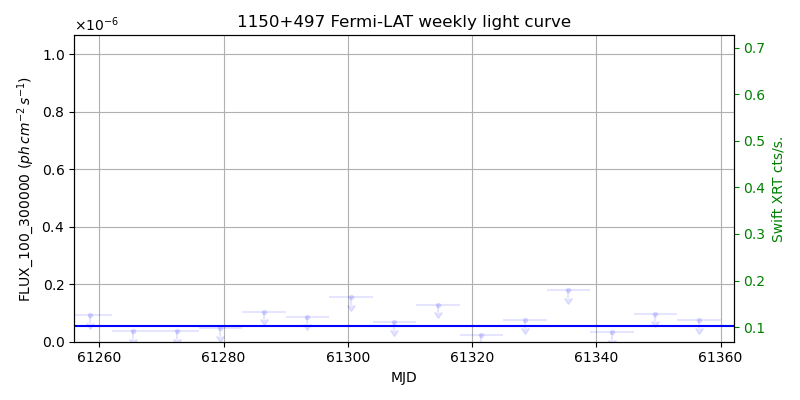 1150+497 Fermi-LAT weekly light curve
×10⁻⁶
FLUX_100_300000 (ph cm⁻² s⁻¹)
1.0
0.8
0.6
0.4
0.2
0.0
0.7
0.6
0.5
0.4
0.3
0.2
0.1
Swift XRT cts/s.
61260 61280 61300 61320 61340 61360
MJD